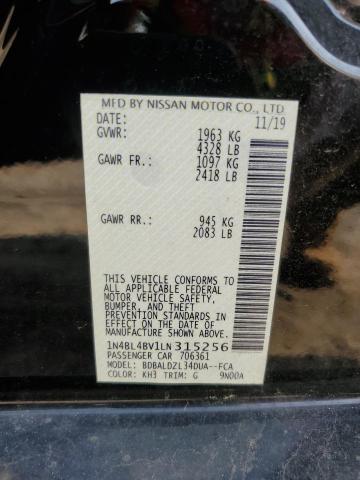 MFD BY NISSAN MOTOR CO., LTD.
DATE: 11/19
GVWR: 1963 KG
4328 LB
GAWR FR.: 1097 KG
2418 LB
GAWR RR.: 945 KG
2083 LB
THIS VEHICLE CONFORMS TO
ALL APPLICABLE FEDERAL
MOTOR VEHICLE SAFETY,
BUMPER, AND THEFT
PREVENTION STANDARDS IN
EFFECT ON THE DATE OF
MANUFACTURE SHOWN ABOVE.
1N4BL4BV1LN315256
PASSENGER CAR 706361
MODEL: BDBALDZL34DUA--FCA
COLOR: KH3 TRIM: G 9N00A